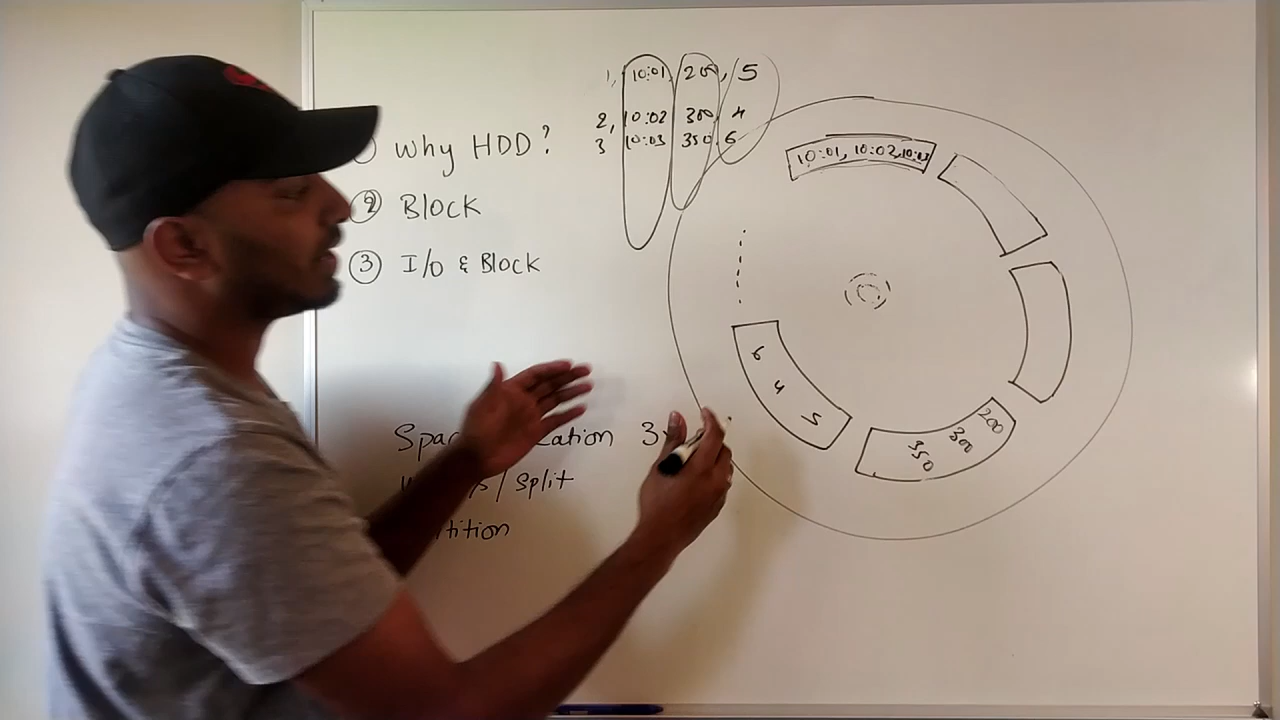 1, 10:01, 200, 5
2, 10:02 300, 4
3 10:03 350, 6
Why HDD?
2 Block
3 I/O & Block
10:01, 10:02, 10:03
6 4 5
350 300 200
3
/ Split